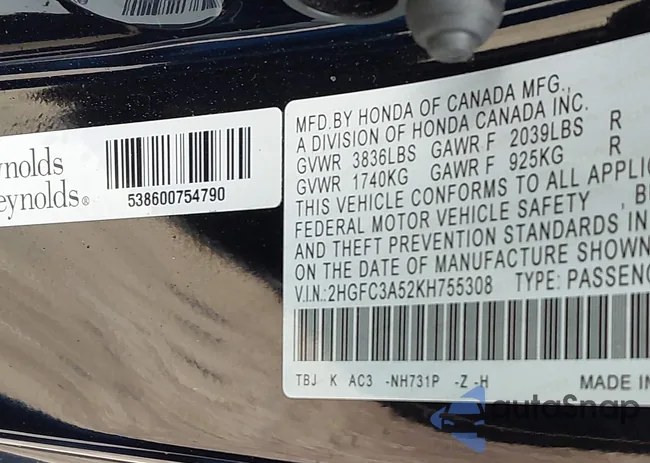 ynolds
eynolds®
538600754790
MFD.BY HONDA OF CANADA MFG.,
A DIVISION OF HONDA CANADA INC.
GVWR 3836LBS GAWR F 2039LBS R
GVWR 1740KG GAWR F 925KG R
THIS VEHICLE CONFORMS TO ALL APPLIC
FEDERAL MOTOR VEHICLE SAFETY , B
AND THEFT PREVENTION STANDARDS IN
ON THE DATE OF MANUFACTURE SHOWN
V.I.N.:2HGFC3A52KH755308 TYPE: PASSENG
TBJ K AC3 -NH731P -Z -H MADE IN
autoSnap